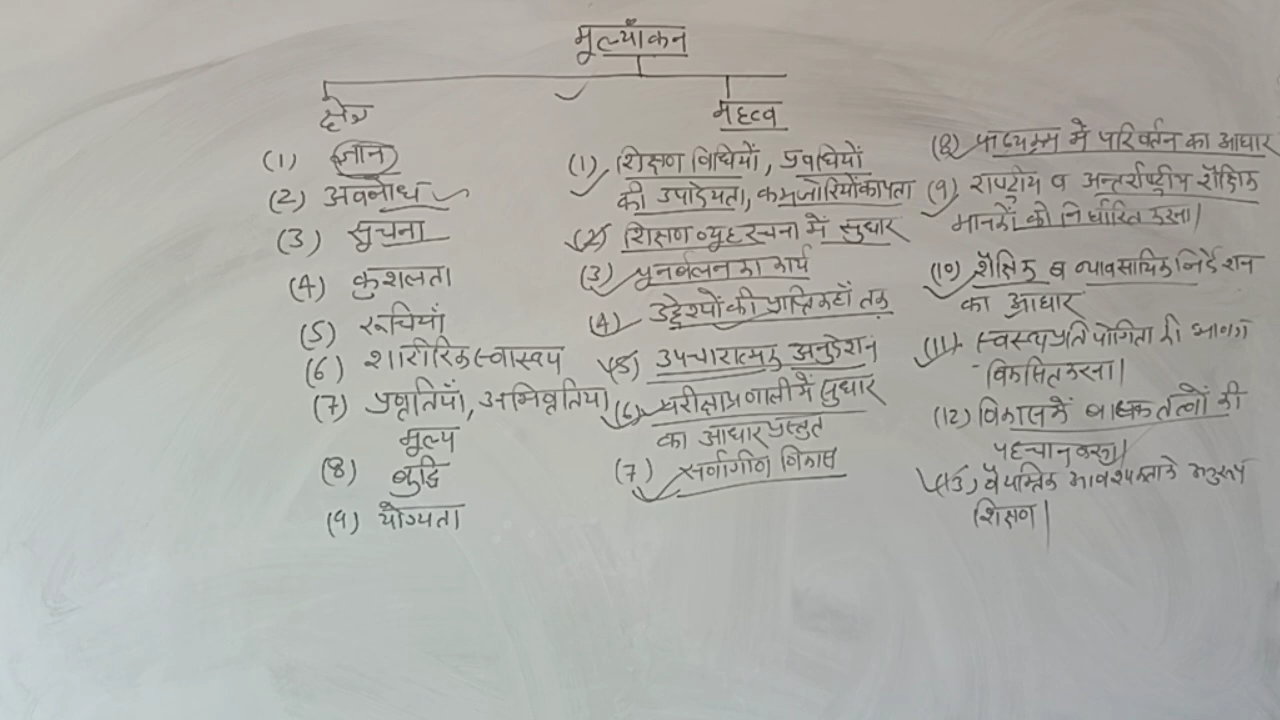 मूल्याँकन
क्षेत्र
(1) ज्ञान
(2) अवबोध
(3) सुचना
(4) कुशलता
(5) रूचियाँ
(6) शारीरिक स्वास्थ्य
(7) प्रवृतियाँ, अभिवृतिया
मूल्य
(8) बुद्धि
(9) योग्यता
महत्व
(1) शिक्षण विधियों, प्रवधियों
की उपादेयता, कमजोरियों का पता
(2) शिक्षण व्यूह रचना में सुधार
(3) पुनर्बलन का कार्य
(4) उद्देश्यों की प्राप्ति कहाँ तक
(5) उपचारात्मक अनुदेशन
(6) परीक्षा प्रणाली में सुधार
का आधार प्रस्तुत
(7) सर्वांगीण विकास
(8) पाठ्यक्रम में परिवर्तन का आधार
(9) राष्ट्रीय व अन्तर्राष्ट्रीय शैक्षिक
मानकों को निर्धारित करना।
(10) शैक्षिक व व्यावसायिक निर्देशन
का आधार
(11) स्वस्थ प्रतियोगिता की भावना
विकसित करना।
(12) विकास में बाधक तत्वों की
पहचान करना।
(13) वैयक्तिक आवश्यकता के अनुरूप
शिक्षण।